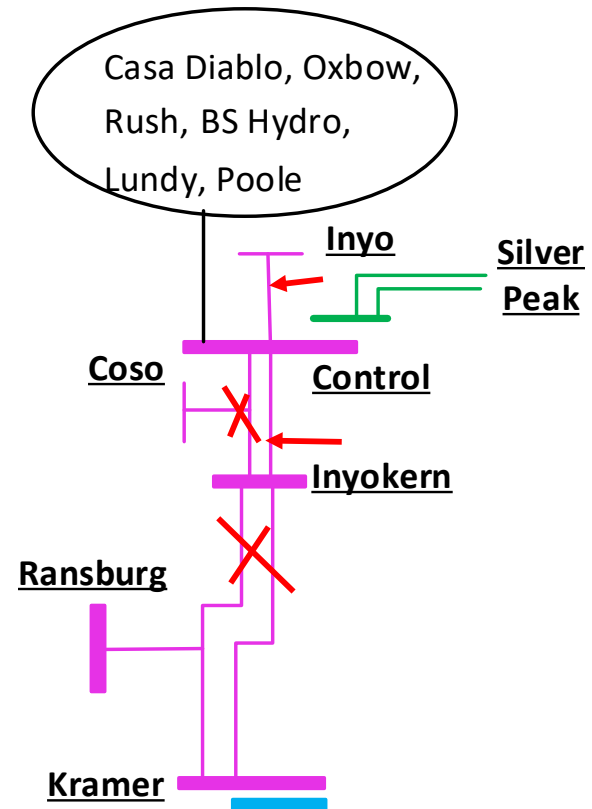 Casa Diablo, Oxbow,
Rush, BS Hydro,
Lundy, Poole
Inyo
Silver
Peak
Coso
Control
Inyokern
Ransburg
Kramer